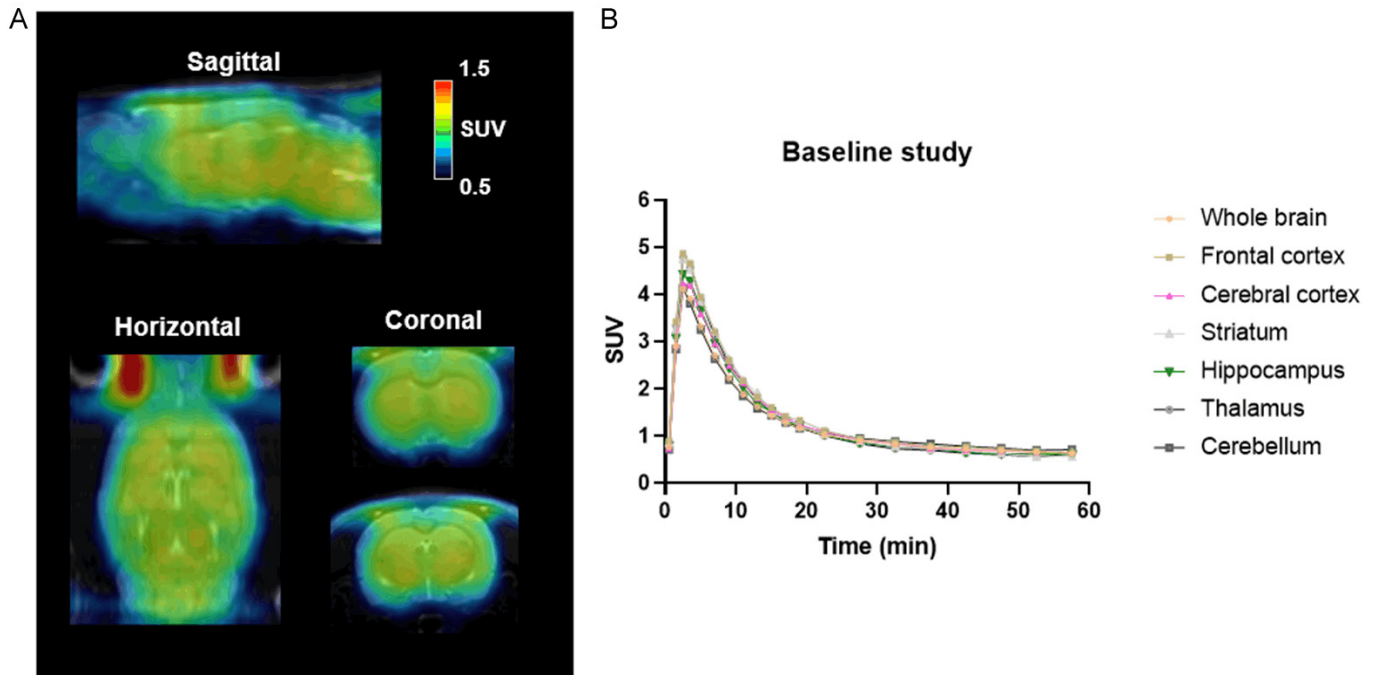 A
Sagittal
1.5
SUV
0.5
Horizontal
Coronal
B
Baseline study
SUV
6
5
4
3
2
1
0
0 10 20 30 40 50 60
Time (min)
Whole brain
Frontal cortex
Cerebral cortex
Striatum
Hippocampus
Thalamus
Cerebellum